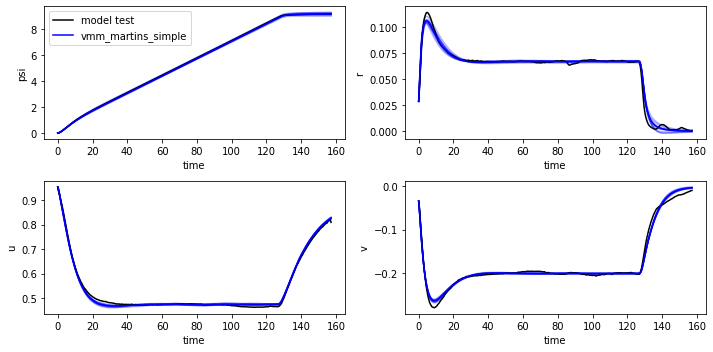 model test
vmm_martins_simple
psi
8
6
4
2
0
0 20 40 60 80 100 120 140 160
time
r
0.100
0.075
0.050
0.025
0.000
0 20 40 60 80 100 120 140 160
time
u
0.9
0.8
0.7
0.6
0.5
0 20 40 60 80 100 120 140 160
time
v
0.0
−0.1
−0.2
0 20 40 60 80 100 120 140 160
time